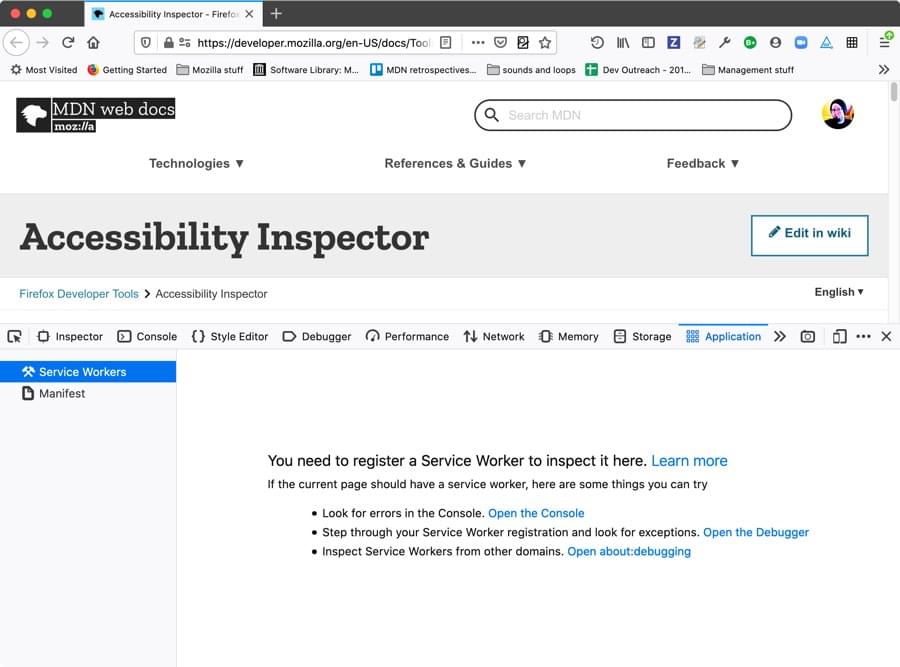 Accessibility Inspector - Firefo
https://developer.mozilla.org/en-US/docs/Tool
Most Visited Getting Started Mozilla stuff Software Library: M... MDN retrospectives... sounds and loops Dev Outreach - 201... Management stuff
MDN web docs
moz://a
Search MDN
Technologies ▼ References & Guides ▼ Feedback ▼
Accessibility Inspector
Edit in wiki
Firefox Developer Tools > Accessibility Inspector
English ▼
Inspector Console Style Editor Debugger Performance Network Memory Storage Application
Service Workers
Manifest
You need to register a Service Worker to inspect it here. Learn more
If the current page should have a service worker, here are some things you can try
• Look for errors in the Console. Open the Console
• Step through your Service Worker registration and look for exceptions. Open the Debugger
• Inspect Service Workers from other domains. Open about:debugging